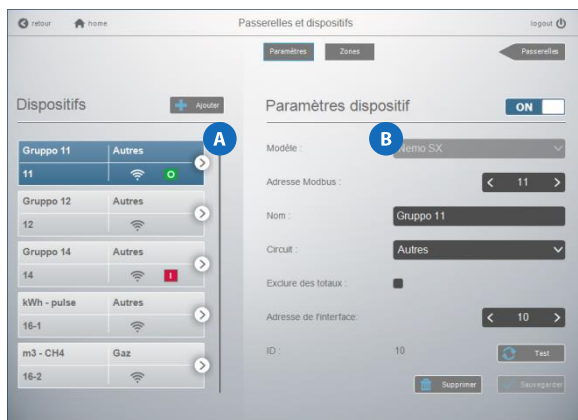 retour home Passerelles et dispositifs logout
Paramètres Zones Passerelles
Dispositifs Ajouter
A
Gruppo 11 Autres
11 O
Gruppo 12 Autres
12
Gruppo 14 Autres
14 I
kWh - pulse Autres
16-1
m3 - CH4 Gaz
16-2
Paramètres dispositif ON
B
Modèle : Nemo SX
Adresse Modbus : 11
Nom : Gruppo 11
Circuit : Autres
Exclure des totaux :
Adresse de l'interface: 10
ID : 10 Test
Supprimer Sauvegarder